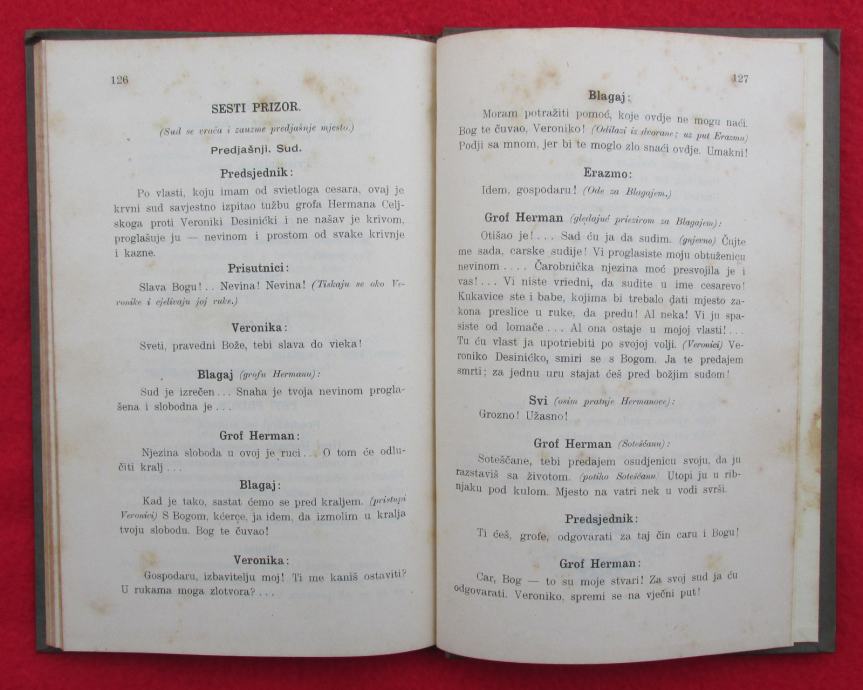 126
SESTI PRIZOR.
(Sud se vraća i zauzme predjašnje mjesto.)
Predjašnji. Sud.
Predsjednik:
Po vlasti, koju imam od svietloga cesara, ovaj je
krvni sud savjestno izpitao tužbu grofa Hermana Celj-
skoga proti Veroniki Desinićki i ne našav je krivom,
proglašuje ju — nevinom i prostom od svake krivnje
i kazne.
Prisutnici:
Slava Bogu!.. Nevina! Nevina! (Tiskaju se oko Ve-
ronike i cjelivaju joj ruke.)
Veronika:
Sveti, pravedni Bože, tebi slava do vieka!
Blagaj (grofu Hermanu):
Sud je izrečen... Snaha je tvoja nevinom progla-
šena i slobodna je...
Grof Herman:
Njezina sloboda u ovoj je ruci... O tom će odlu-
čiti kralj...
Blagaj:
Kad je tako, sastat ćemo se pred kraljem. (pristupi
Veronici) S Bogom, kćerce, ja idem, da izmolim u kralja
tvoju slobodu. Bog te čuvao!
Veronika:
Gospodaru, izbavitelju moj! Ti me kaniš ostaviti?
U rukama moga zlotvora?...
127
Blagaj:
Moram potražiti pomoć, koje ovdje ne mogu naći.
Bog te čuvao, Veroniko! (Odilazi iz dvorane; uz put Erazmu)
Podji sa mnom, jer bi te moglo zlo snaći ovdje. Umakni!
Erazmo:
Idem, gospodaru! (Ode za Blagajem.)
Grof Herman (gledajuć prezirom za Blagajem):
Otišao je!... Sad ću ja da sudim. (gnjevno) Čujte
me sada, carske sudije! Vi proglasiste moju obtuženicu
nevinom.... Čarobnička njezina moć presvojila je i
vas!... Vi niste vriedni, da sudite u ime cesarevo!
Kukavice ste i babe, kojima bi trebalo dati mjesto za-
kona preslice u ruke, da predu! Al neka! Vi ju spa-
siste od lomače... Al ona ostaje u mojoj vlasti!...
Tu ću vlast ja upotriebiti po svojoj volji. (Veronici) Ve-
roniko Desinićko, smiri se s Bogom. Ja te predajem
smrti; za jednu uru stajat ćeš pred božjim sudom!
Svi (osim pratnje Hermanove):
Grozno! Užasno!
Grof Herman (Soteščanu):
Soteščane, tebi predajem osudjenicu svoju, da ju
razstaviš sa životom. (potiho Soteščanu) Utopi ju u rib-
njaku pod kulom. Mjesto na vatri nek u vodi svrši.
Predsjednik:
Ti ćeš, grofe, odgovarati za taj čin caru i Bogu!
Grof Herman:
Car, Bog — to su moje stvari! Za svoj sud ja ću
odgovarati. Veroniko, spremi se na vječni put!